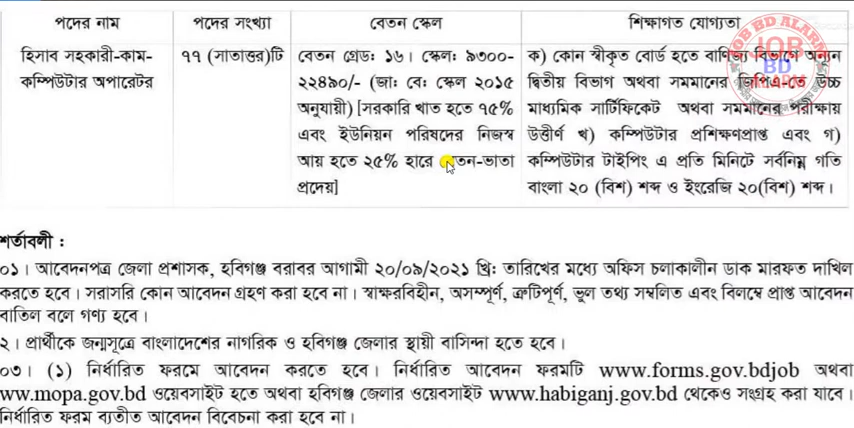 পদের নাম
পদের সংখ্যা
বেতন স্কেল
শিক্ষাগত যোগ্যতা
হিসাব সহকারী-কাম-
কম্পিউটার অপারেটর
৭৭ (সাতাত্তর)টি
বেতন গ্রেড: ১৬। স্কেল: ৯৩০০-
২২৪৯০/- (জা: বে: স্কেল ২০১৫
অনুযায়ী) [সরকারি খাত হতে ৭৫%
এবং ইউনিয়ন পরিষদের নিজস্ব
আয় হতে ২৫% হারে বেতন-ভাতা
প্রদেয়]
ক) কোন স্বীকৃত বোর্ড হতে বাণিজ্য বিভাগে অন্যূন
দ্বিতীয় বিভাগ অথবা সমমানের জিপিএ-তে উচ্চ
মাধ্যমিক সার্টিফিকেট অথবা সমমানের পরীক্ষায়
উত্তীর্ণ খ) কম্পিউটার প্রশিক্ষণপ্রাপ্ত এবং গ)
কম্পিউটার টাইপিং এ প্রতি মিনিটে সর্বনিম্ন গতি
বাংলা ২০ (বিশ) শব্দ ও ইংরেজি ২০(বিশ) শব্দ।
JOB BD ALARM
JOB
BD
শর্তাবলী :
০১। আবেদনপত্র জেলা প্রশাসক, হবিগঞ্জ বরাবর আগামী ২০/০৯/২০২১ খ্রি: তারিখের মধ্যে অফিস চলাকালীন ডাক মারফত দাখিল
করতে হবে। সরাসরি কোন আবেদন গ্রহণ করা হবে না। স্বাক্ষরবিহীন, অসম্পূর্ণ, ত্রুটিপূর্ণ, ভুল তথ্য সম্বলিত এবং বিলম্বে প্রাপ্ত আবেদন
বাতিল বলে গণ্য হবে।
২। প্রার্থীকে জন্মসূত্রে বাংলাদেশের নাগরিক ও হবিগঞ্জ জেলার স্থায়ী বাসিন্দা হতে হবে।
০৩। (১) নির্ধারিত ফরমে আবেদন করতে হবে। নির্ধারিত আবেদন ফরমটি www.forms.gov.bdjob অথবা
ww.mopa.gov.bd ওয়েবসাইট হতে অথবা হবিগঞ্জ জেলার ওয়েবসাইট www.habiganj.gov.bd থেকেও সংগ্রহ করা যাবে।
নির্ধারিত ফরম ব্যতীত আবেদন বিবেচনা করা হবে না।